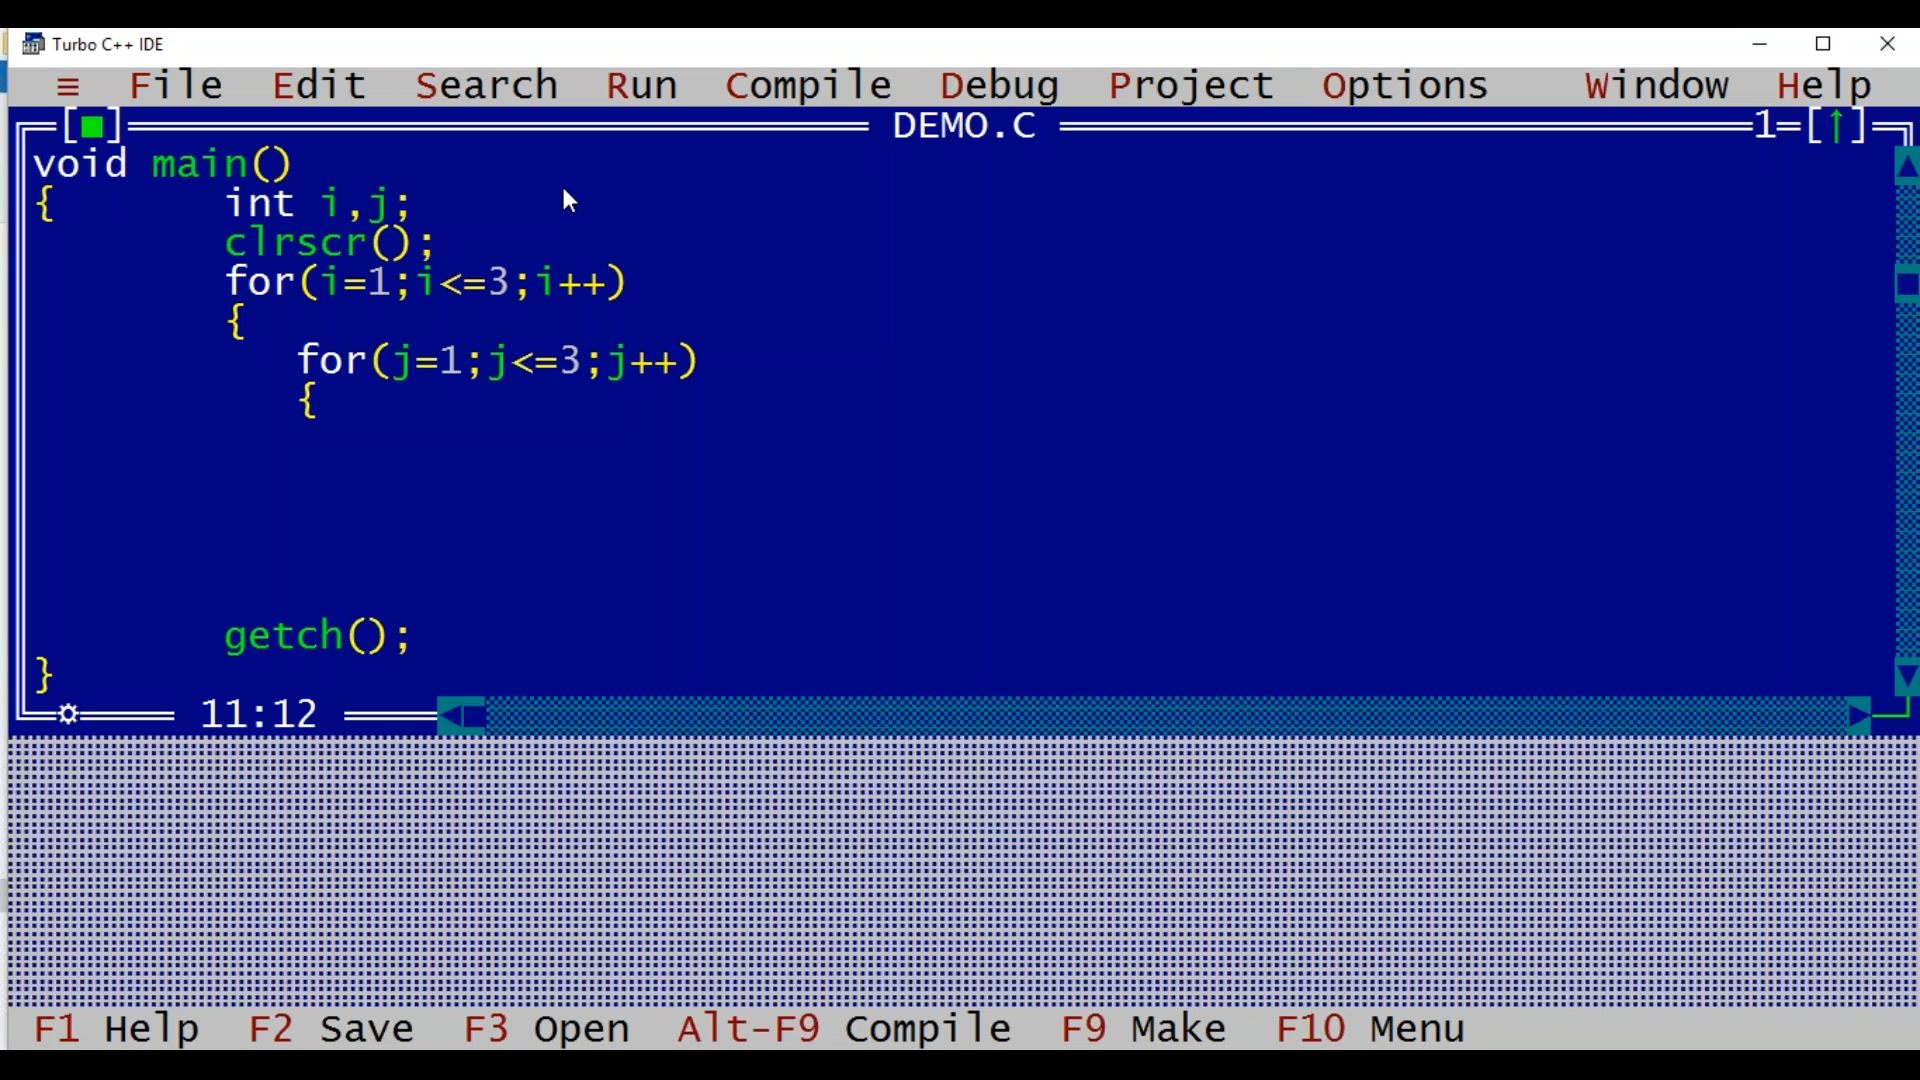 Turbo C++ IDE
≡ File Edit Search Run Compile Debug Project Options Window Help
[■] DEMO.C 1=[↑]
void main()
{ int i,j;
clrscr();
for(i=1;i<=3;i++)
{
for(j=1;j<=3;j++)
{
getch();
}
11:12
F1 Help F2 Save F3 Open Alt-F9 Compile F9 Make F10 Menu